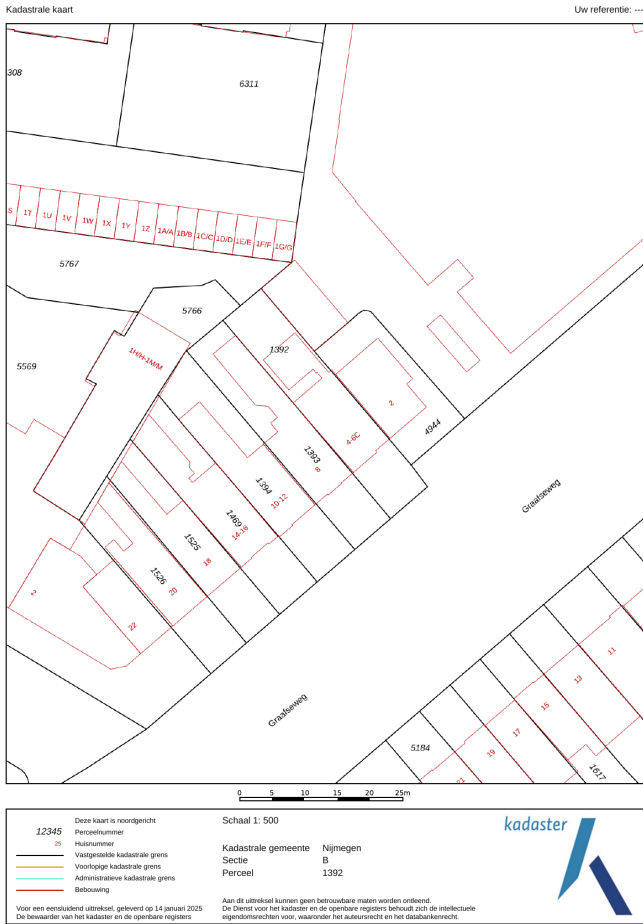 Kadastrale kaart
Uw referentie: ---
308
6311
S
1T
1U
1V
1W
1X
1Y
1Z
1A/A
1B/B
1C/C
1D/D
1E/E
1F/F
1G/G
5767
5766
1392
5569
1H/H-1M/M
2
4-6C
4944
1393
8
1394
10-12
Graafseweg
1469
14-16
1525
18
1526
20
2
22
11
13
Graafseweg
15
17
5184
19
21
1617
0 5 10 15 20 25m
Deze kaart is noordgericht
12345 Perceelnummer
25 Huisnummer
Vastgestelde kadastrale grens
Voorlopige kadastrale grens
Administratieve kadastrale grens
Bebouwing
Voor een eensluidend uittreksel, geleverd op 14 januari 2025
De bewaarder van het kadaster en de openbare registers
Schaal 1: 500
Kadastrale gemeente Nijmegen
Sectie B
Perceel 1392
Aan dit uittreksel kunnen geen betrouwbare maten worden ontleend.
De Dienst voor het kadaster en de openbare registers behoudt zich de intellectuele
eigendomsrechten voor, waaronder het auteursrecht en het databankenrecht.
kadaster